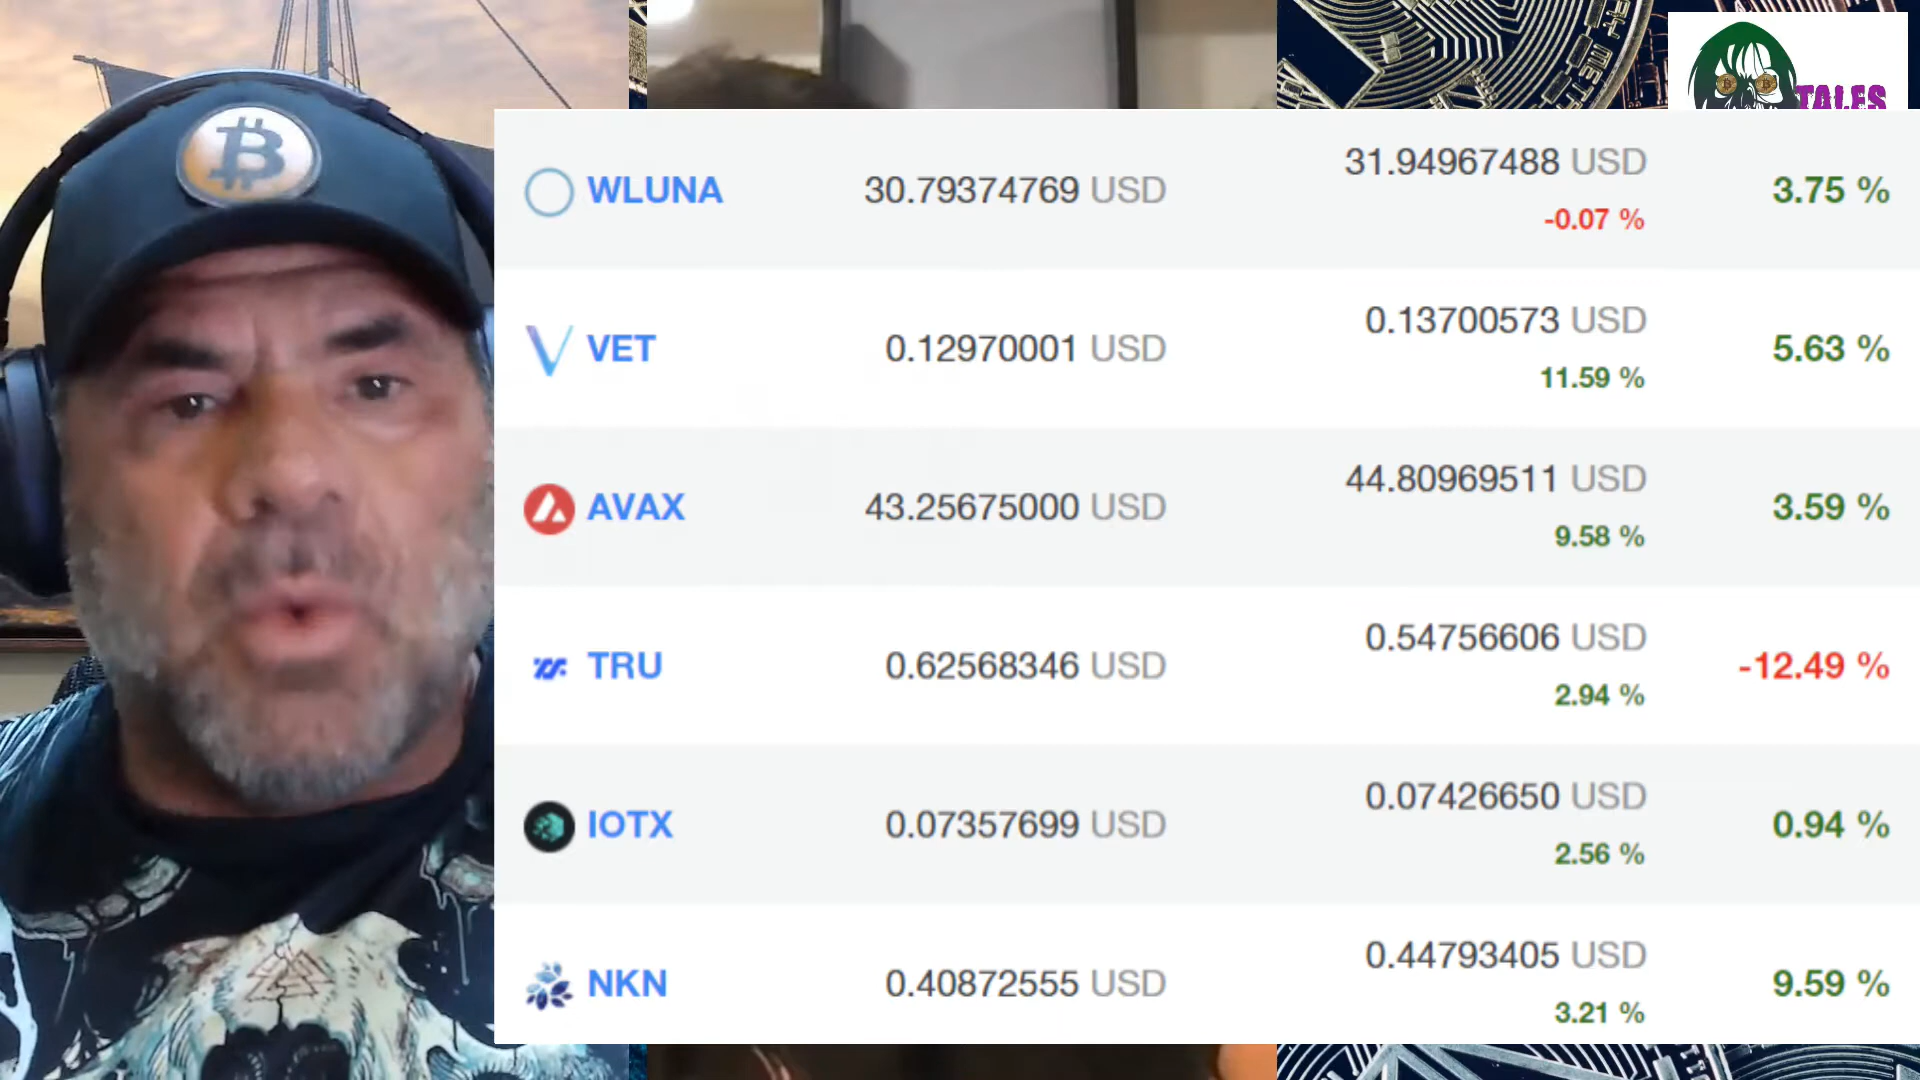 TALES
WLUNA 30.79374769 USD 31.94967488 USD 3.75 %
-0.07 %
VET 0.12970001 USD 0.13700573 USD 5.63 %
11.59 %
AVAX 43.25675000 USD 44.80969511 USD 3.59 %
9.58 %
TRU 0.62568346 USD 0.54756606 USD -12.49 %
2.94 %
IOTX 0.07357699 USD 0.07426650 USD 0.94 %
2.56 %
NKN 0.40872555 USD 0.44793405 USD 9.59 %
3.21 %